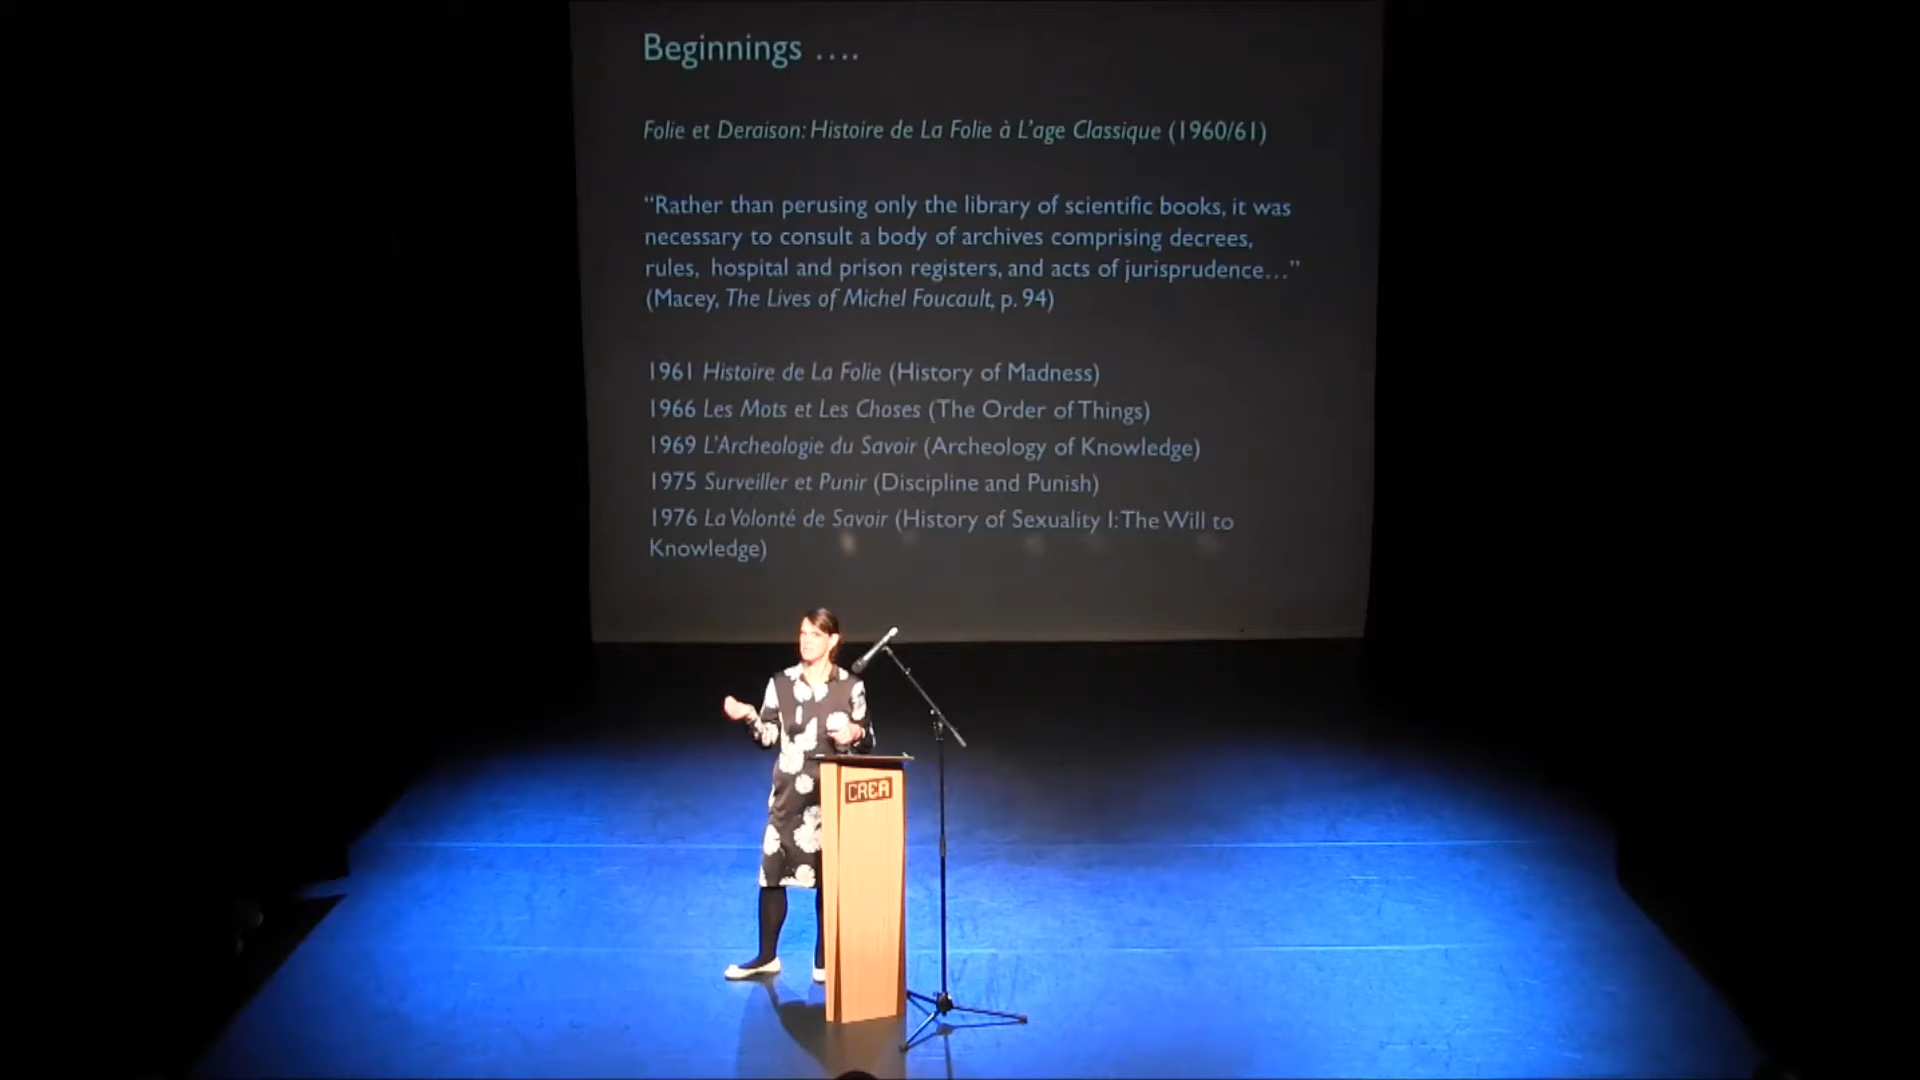 Beginnings ....
Folie et Deraison: Histoire de La Folie à L'age Classique (1960/61)
“Rather than perusing only the library of scientific books, it was
necessary to consult a body of archives comprising decrees,
rules, hospital and prison registers, and acts of jurisprudence...”
(Macey, The Lives of Michel Foucault, p. 94)
1961 Histoire de La Folie (History of Madness)
1966 Les Mots et Les Choses (The Order of Things)
1969 L'Archeologie du Savoir (Archeology of Knowledge)
1975 Surveiller et Punir (Discipline and Punish)
1976 La Volonté de Savoir (History of Sexuality I: The Will to
Knowledge)
CREA